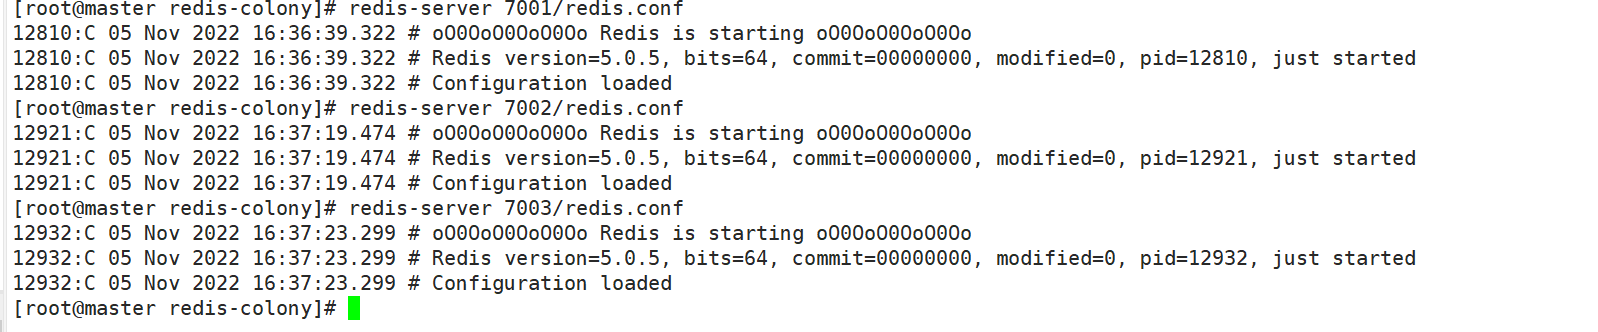 [root@master redis-colony]# redis-server 7001/redis.conf
12810:C 05 Nov 2022 16:36:39.322 # oO0OoO0OoO0Oo Redis is starting oO0OoO0OoO0Oo
12810:C 05 Nov 2022 16:36:39.322 # Redis version=5.0.5, bits=64, commit=00000000, modified=0, pid=12810, just started
12810:C 05 Nov 2022 16:36:39.322 # Configuration loaded
[root@master redis-colony]# redis-server 7002/redis.conf
12921:C 05 Nov 2022 16:37:19.474 # oO0OoO0OoO0Oo Redis is starting oO0OoO0OoO0Oo
12921:C 05 Nov 2022 16:37:19.474 # Redis version=5.0.5, bits=64, commit=00000000, modified=0, pid=12921, just started
12921:C 05 Nov 2022 16:37:19.474 # Configuration loaded
[root@master redis-colony]# redis-server 7003/redis.conf
12932:C 05 Nov 2022 16:37:23.299 # oO0OoO0OoO0Oo Redis is starting oO0OoO0OoO0Oo
12932:C 05 Nov 2022 16:37:23.299 # Redis version=5.0.5, bits=64, commit=00000000, modified=0, pid=12932, just started
12932:C 05 Nov 2022 16:37:23.299 # Configuration loaded
[root@master redis-colony]#